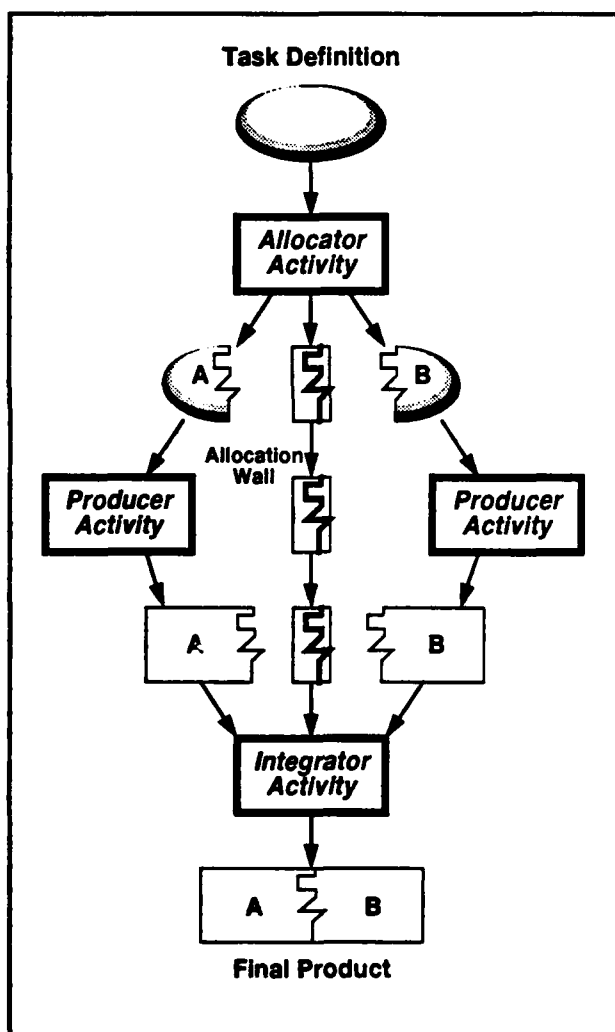 Task Definition
Allocator
Activity
A
B
Allocation
Wall
Producer
Activity
Producer
Activity
A
B
Integrator
Activity
A
B
Final Product